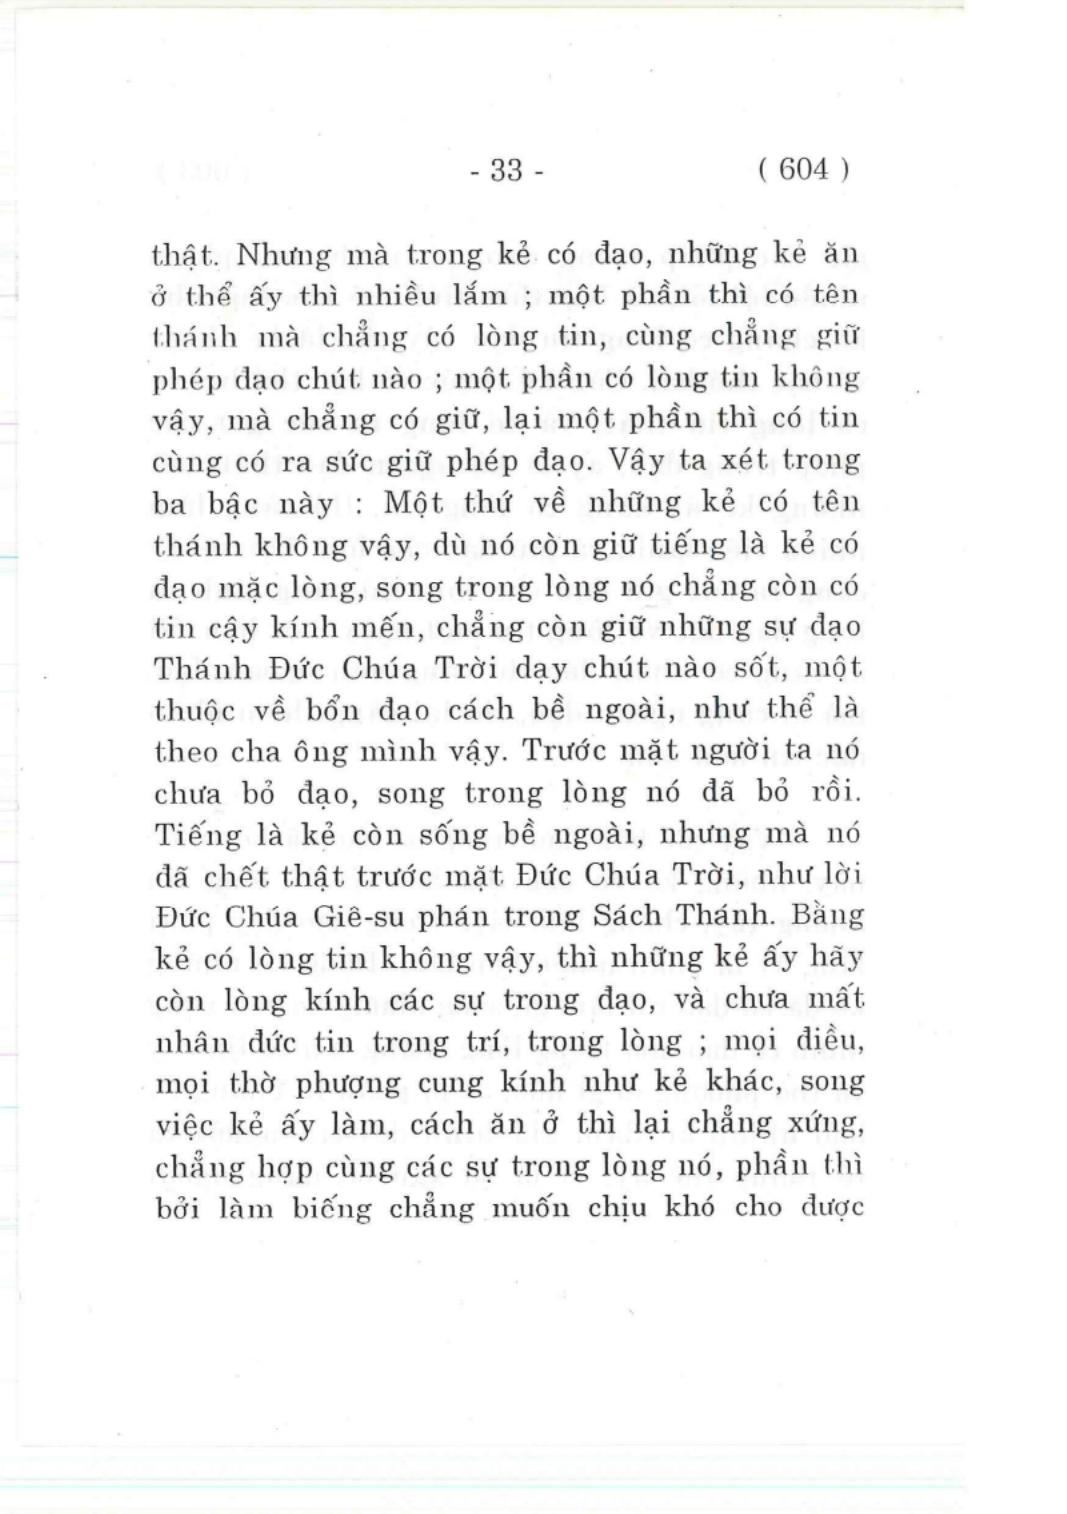 - 33 - ( 604 )
thật. Nhưng mà trong kẻ có đạo, những kẻ ăn
ở thể ấy thì nhiều lắm ; một phần thì có tên
thánh mà chẳng có lòng tin, cùng chẳng giữ
phép đạo chút nào ; một phần có lòng tin không
vậy, mà chẳng có giữ, lại một phần thì có tin
cùng có ra sức giữ phép đạo. Vậy ta xét trong
ba bậc này : Một thứ về những kẻ có tên
thánh không vậy, dù nó còn giữ tiếng là kẻ có
đạo mặc lòng, song trong lòng nó chẳng còn có
tin cậy kính mến, chẳng còn giữ những sự đạo
Thánh Đức Chúa Trời dạy chút nào sốt, một
thuộc về bổn đạo cách bề ngoài, như thể là
theo cha ông mình vậy. Trước mặt người ta nó
chưa bỏ đạo, song trong lòng nó đã bỏ rồi.
Tiếng là kẻ còn sống bề ngoài, nhưng mà nó
đã chết thật trước mặt Đức Chúa Trời, như lời
Đức Chúa Giê-su phán trong Sách Thánh. Bằng
kẻ có lòng tin không vậy, thì những kẻ ấy hãy
còn lòng kính các sự trong đạo, và chưa mất
nhân đức tin trong trí, trong lòng ; mọi điều,
mọi thờ phượng cung kính như kẻ khác, song
việc kẻ ấy làm, cách ăn ở thì lại chẳng xứng,
chẳng hợp cùng các sự trong lòng nó, phần thì
bởi làm biếng chẳng muốn chịu khó cho được